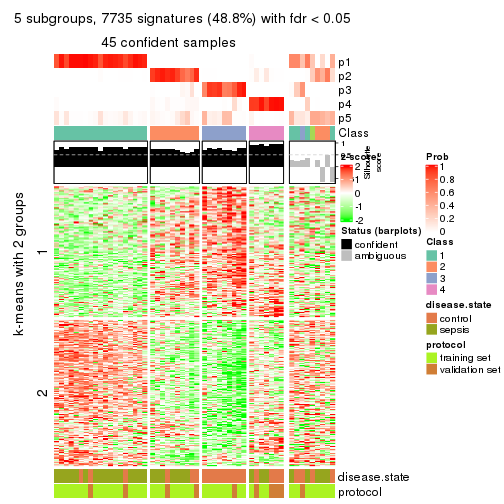 5 subgroups, 7735 signatures (48.8%) with fdr < 0.05
45 confident samples
p1
p2
p3
p4
p5
Class
1
0.5
0
Silhouette
score
z-score
2
1
0
-1
-2
Status (barplots)
confident
ambiguous
Prob
1
0.8
0.6
0.4
0.2
0
Class
1
2
3
4
disease.state
control
sepsis
protocol
training set
validation set
k-means with 2 groups
1
2
disease.state
protocol